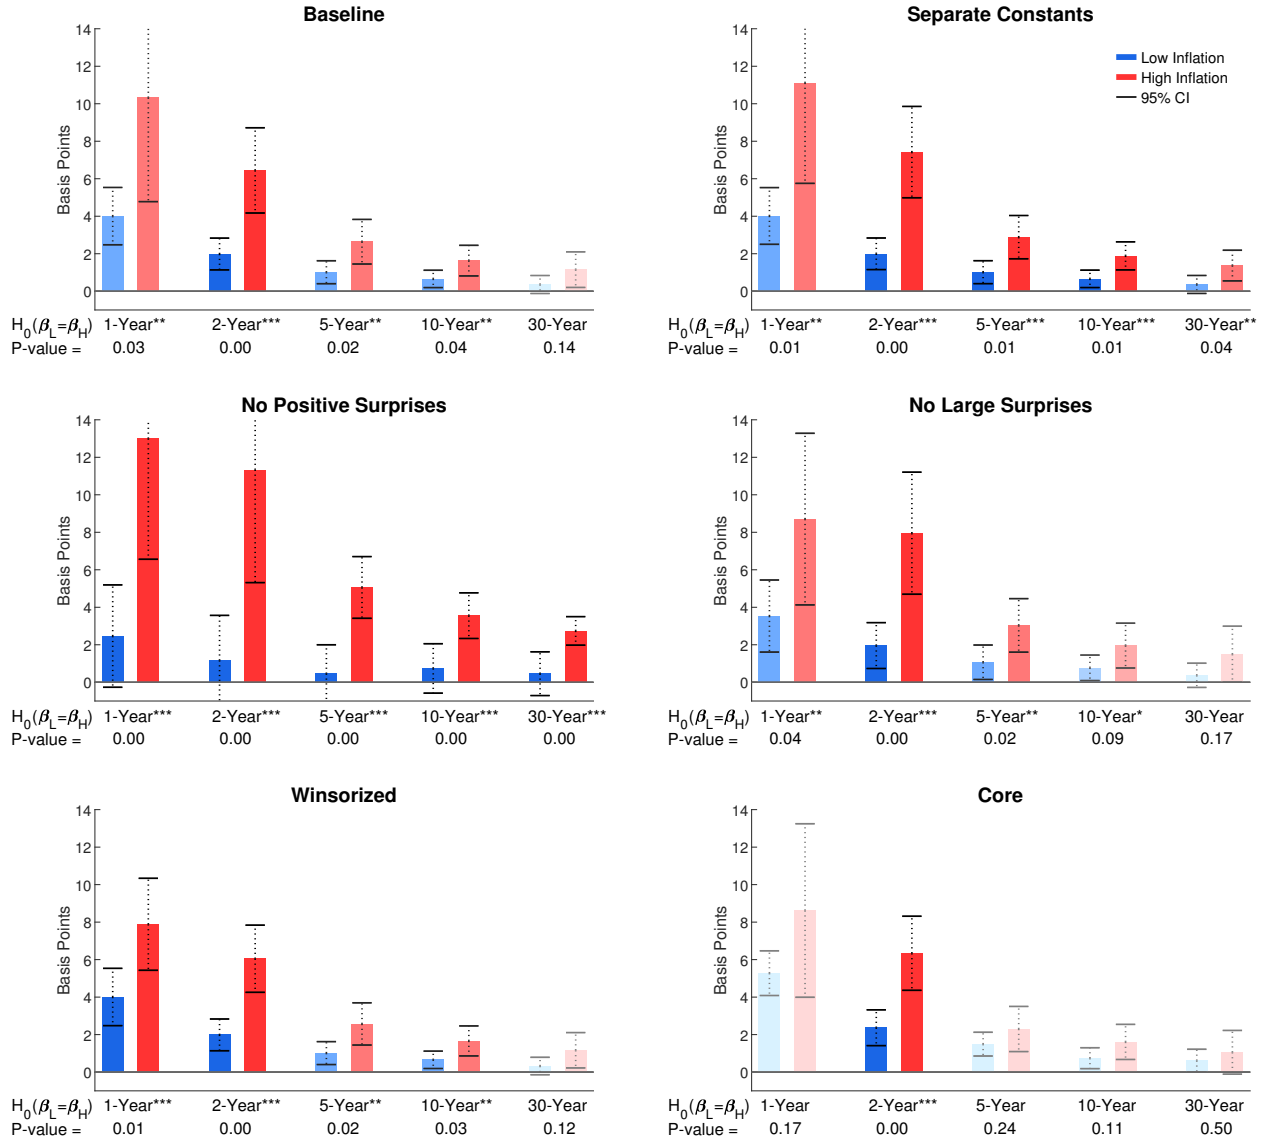 Baseline
14
12
10
8
6
4
2
0
Basis Points
H0(βL=βH) 1-Year** 2-Year*** 5-Year** 10-Year** 30-Year
P-value = 0.03 0.00 0.02 0.04 0.14
Separate Constants
14
12
10
8
6
4
2
0
Basis Points
Low Inflation
High Inflation
95% CI
H0(βL=βH) 1-Year** 2-Year*** 5-Year*** 10-Year*** 30-Year**
P-value = 0.01 0.00 0.01 0.01 0.04
No Positive Surprises
14
12
10
8
6
4
2
0
Basis Points
H0(βL=βH) 1-Year*** 2-Year*** 5-Year*** 10-Year*** 30-Year***
P-value = 0.00 0.00 0.00 0.00 0.00
No Large Surprises
14
12
10
8
6
4
2
0
Basis Points
H0(βL=βH) 1-Year** 2-Year*** 5-Year** 10-Year* 30-Year
P-value = 0.04 0.00 0.02 0.09 0.17
Winsorized
14
12
10
8
6
4
2
0
Basis Points
H0(βL=βH) 1-Year*** 2-Year*** 5-Year** 10-Year** 30-Year
P-value = 0.01 0.00 0.02 0.03 0.12
Core
14
12
10
8
6
4
2
0
Basis Points
H0(βL=βH) 1-Year 2-Year*** 5-Year 10-Year 30-Year
P-value = 0.17 0.00 0.24 0.11 0.50